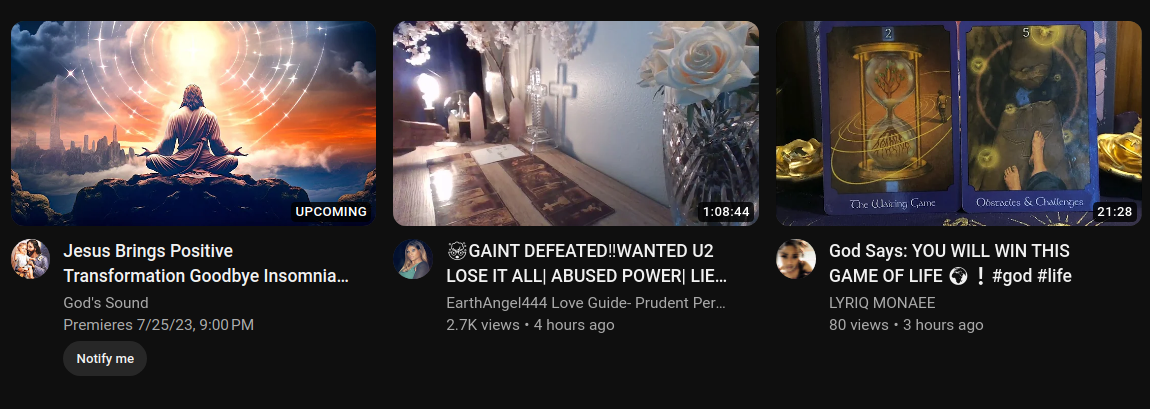 UPCOMING
Jesus Brings Positive
Transformation Goodbye Insomnia...
God's Sound
Premieres 7/25/23, 9:00 PM
Notify me
1:08:44
👹GAINT DEFEATED‼WANTED U2
LOSE IT ALL| ABUSED POWER| LIE...
EarthAngel444 Love Guide- Prudent Per...
2.7K views • 4 hours ago
2
The Waiting Game
5
Obstacles & Challenges
21:28
God Says: YOU WILL WIN THIS
GAME OF LIFE 🌍❗#god #life
LYRIQ MONAEE
80 views • 3 hours ago